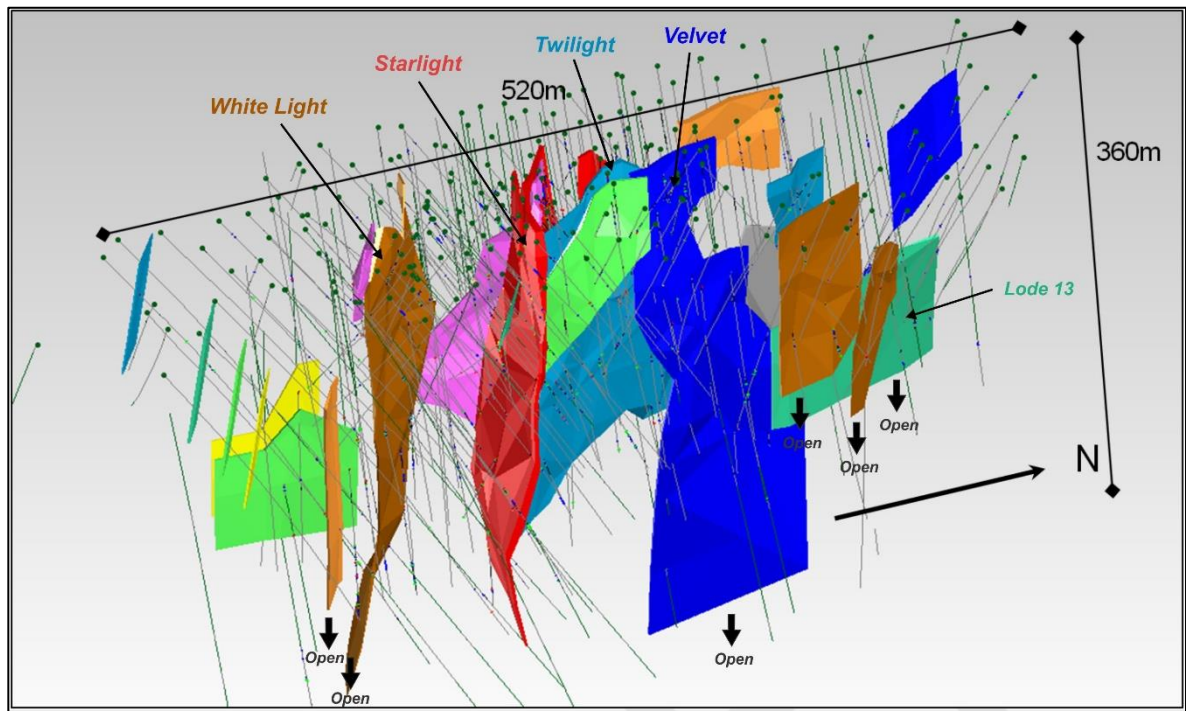 Velvet
Twilight
Starlight
520m
White Light
360m
Lode 13
Open
Open
Open
N
Open
Open
Open